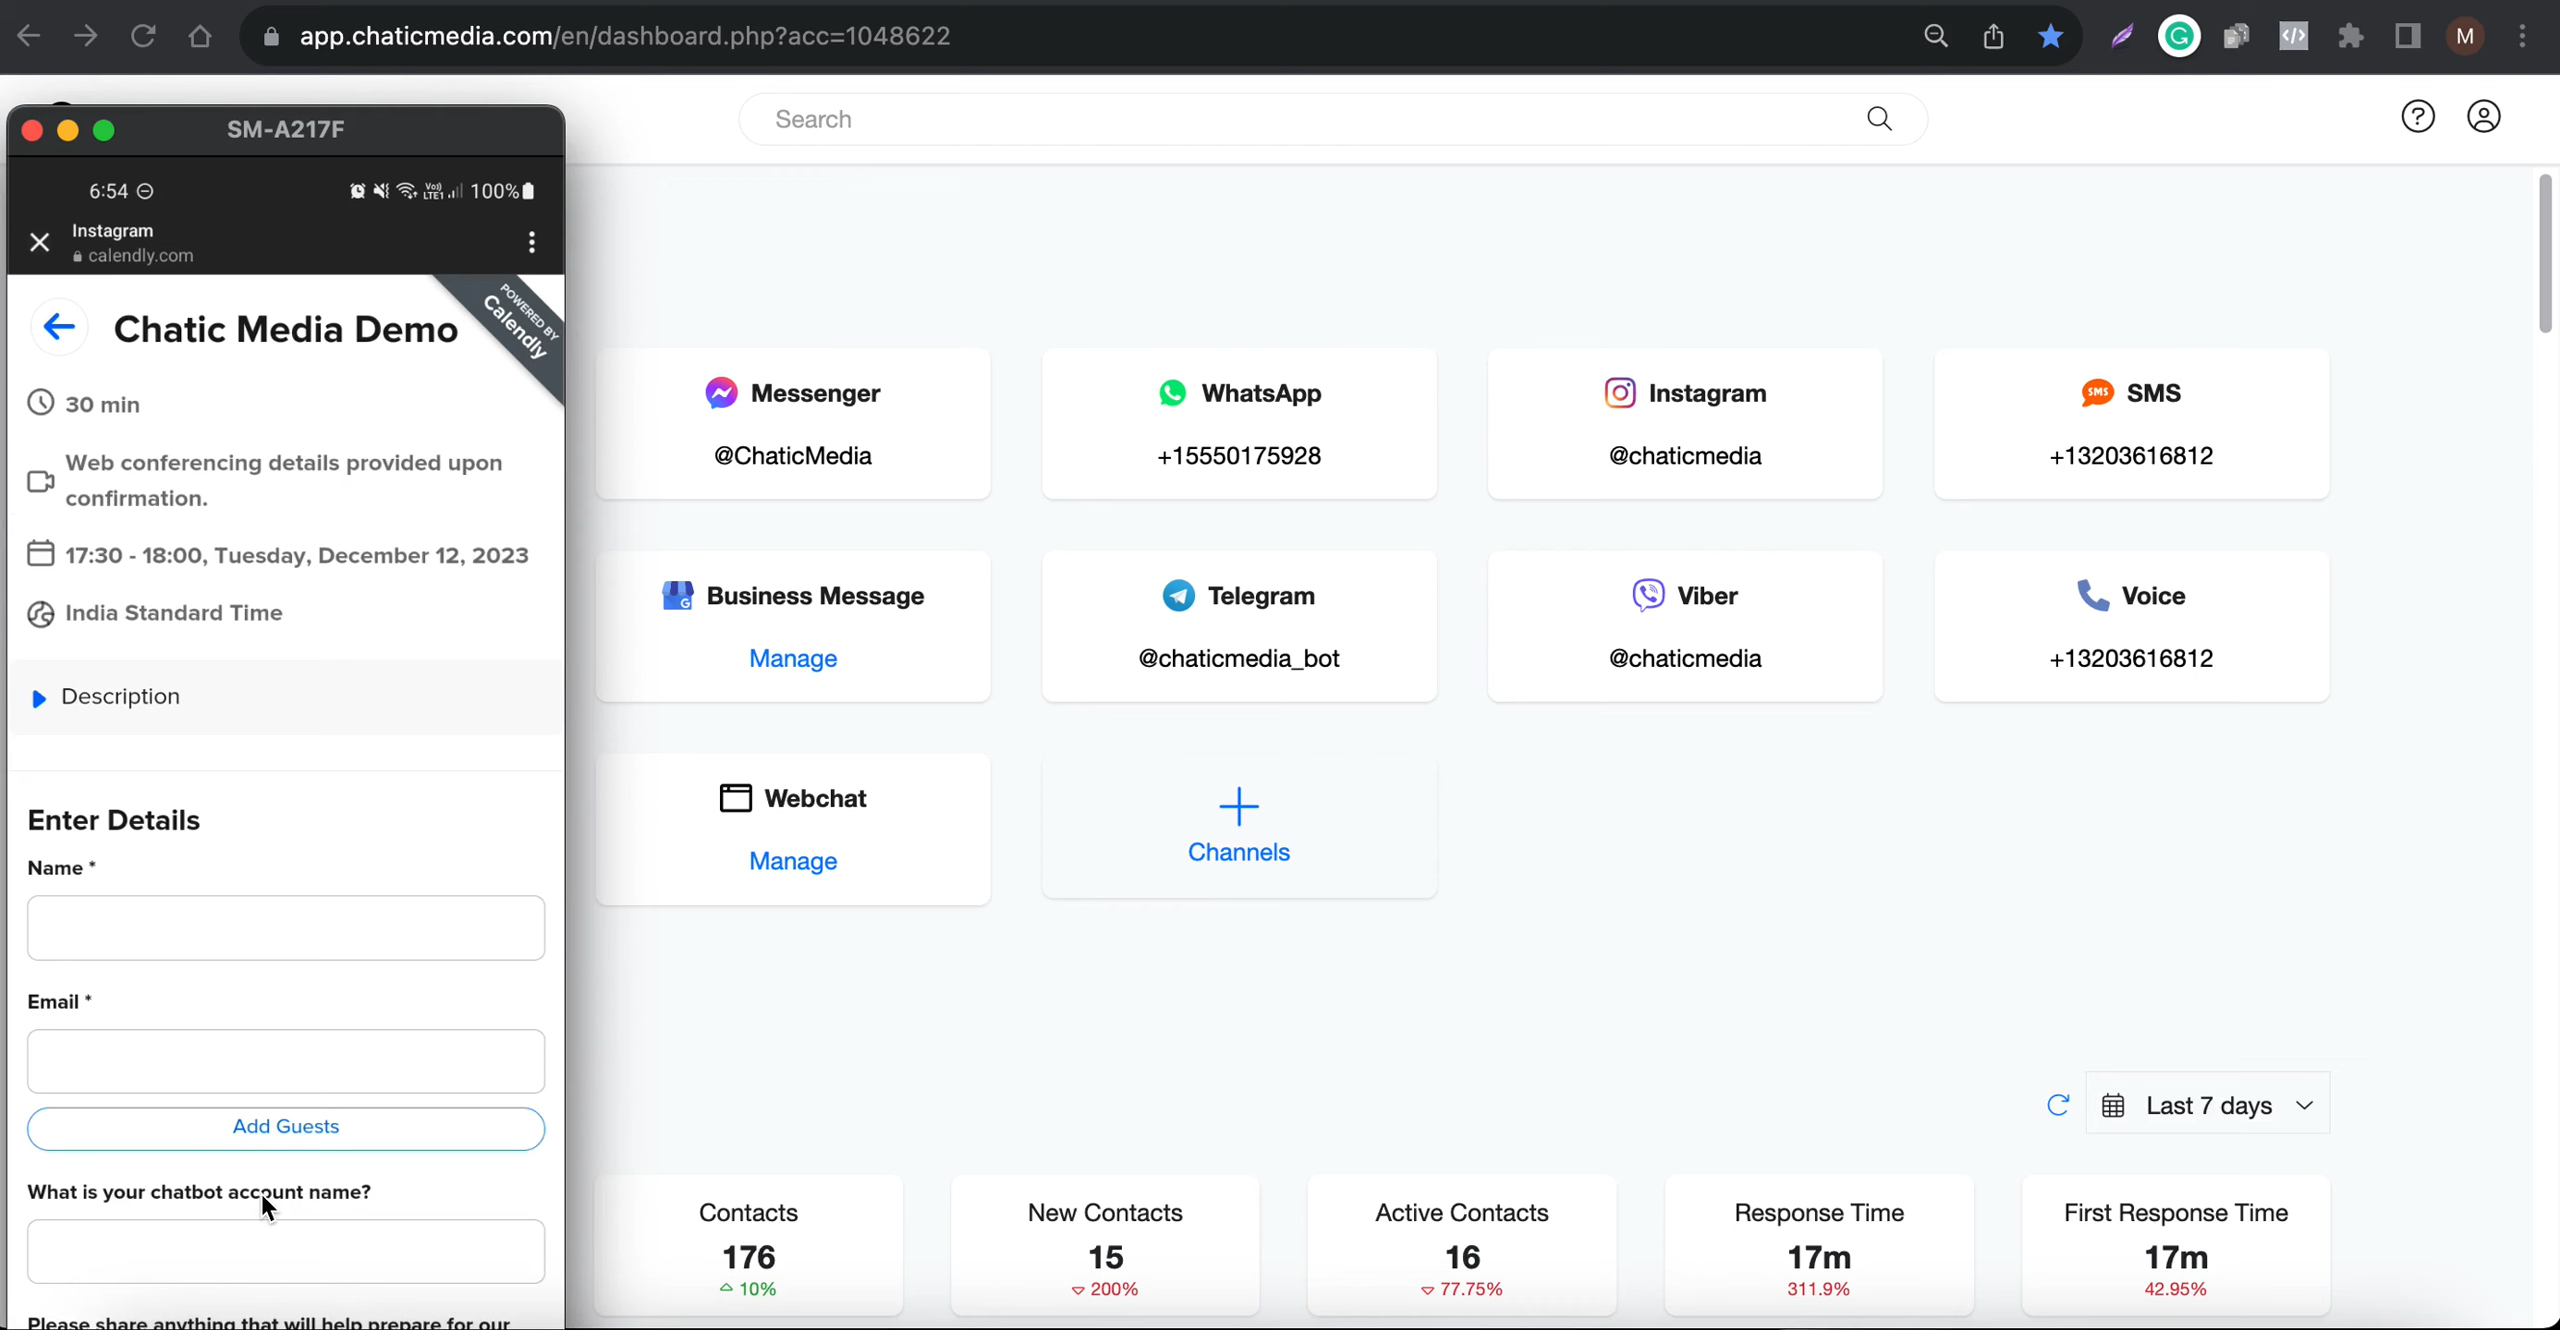 app.chaticmedia.com/en/dashboard.php?acc=1048622
M
Search
SM-A217F
6:54
Vo)) LTE1 100%
Instagram
calendly.com
POWERED BY
Calendly
Chatic Media Demo
30 min
Web conferencing details provided upon
confirmation.
17:30 - 18:00, Tuesday, December 12, 2023
India Standard Time
Description
Enter Details
Name *
Email *
Add Guests
What is your chatbot account name?
Please share anything that will help prepare for our
Messenger
@ChaticMedia
WhatsApp
+15550175928
Instagram
@chaticmedia
SMS
SMS
+13203616812
Business Message
Manage
Telegram
@chaticmedia_bot
Viber
@chaticmedia
Voice
+13203616812
Webchat
Manage
Channels
Last 7 days
Contacts
176
10%
New Contacts
15
200%
Active Contacts
16
77.75%
Response Time
17m
311.9%
First Response Time
17m
42.95%